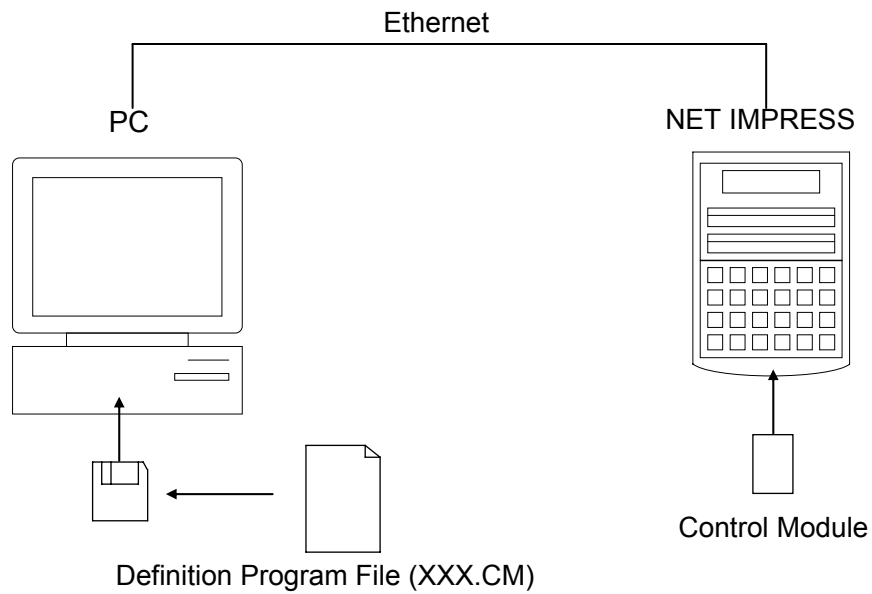 Ethernet
PC
NET IMPRESS
Control Module
Definition Program File (XXX.CM)